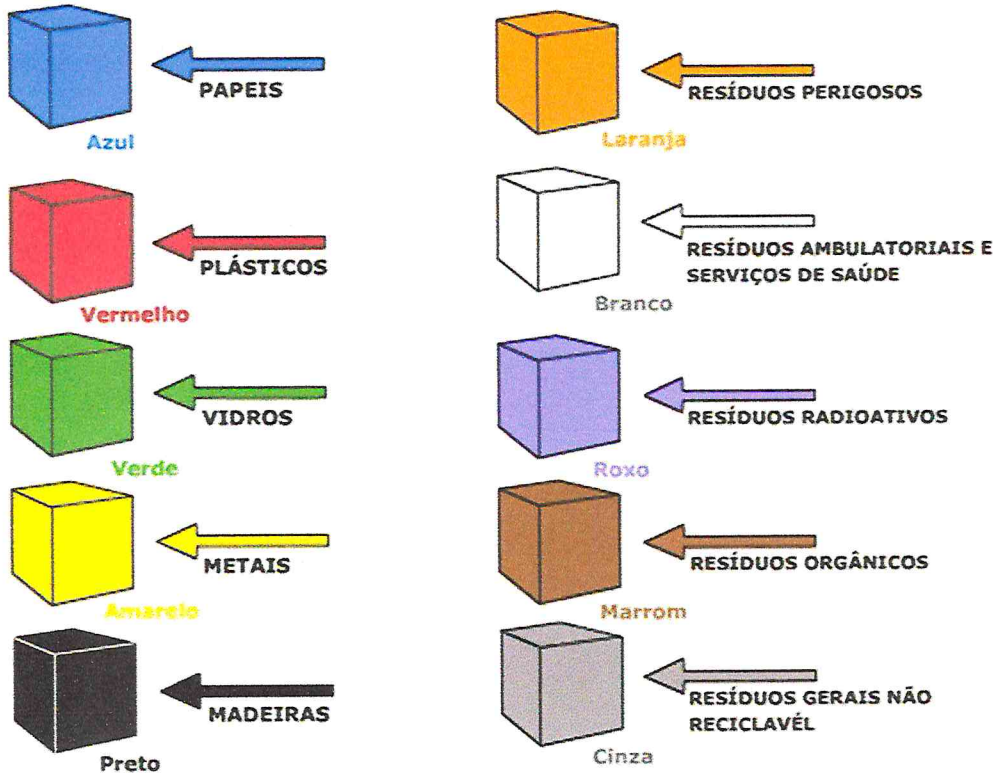 PAPEIS
Azul
PLÁSTICOS
Vermelho
VIDROS
Verde
METAIS
Amarelo
MADEIRAS
Preto
RESÍDUOS PERIGOSOS
Laranja
RESÍDUOS AMBULATORIAIS E
SERVIÇOS DE SAÚDE
Branco
RESÍDUOS RADIOATIVOS
Roxo
RESÍDUOS ORGÂNICOS
Marrom
RESÍDUOS GERAIS NÃO
RECICLAVÉL
Cinza